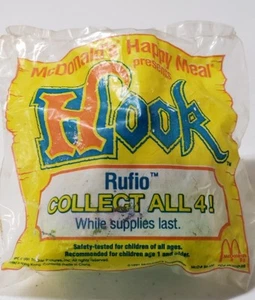 McDonald's Happy Meal
presents
Hook
Rufio™
COLLECT ALL 4!
While supplies last.
Safety-tested for children of all ages.
Recommended for children age 1 and older.